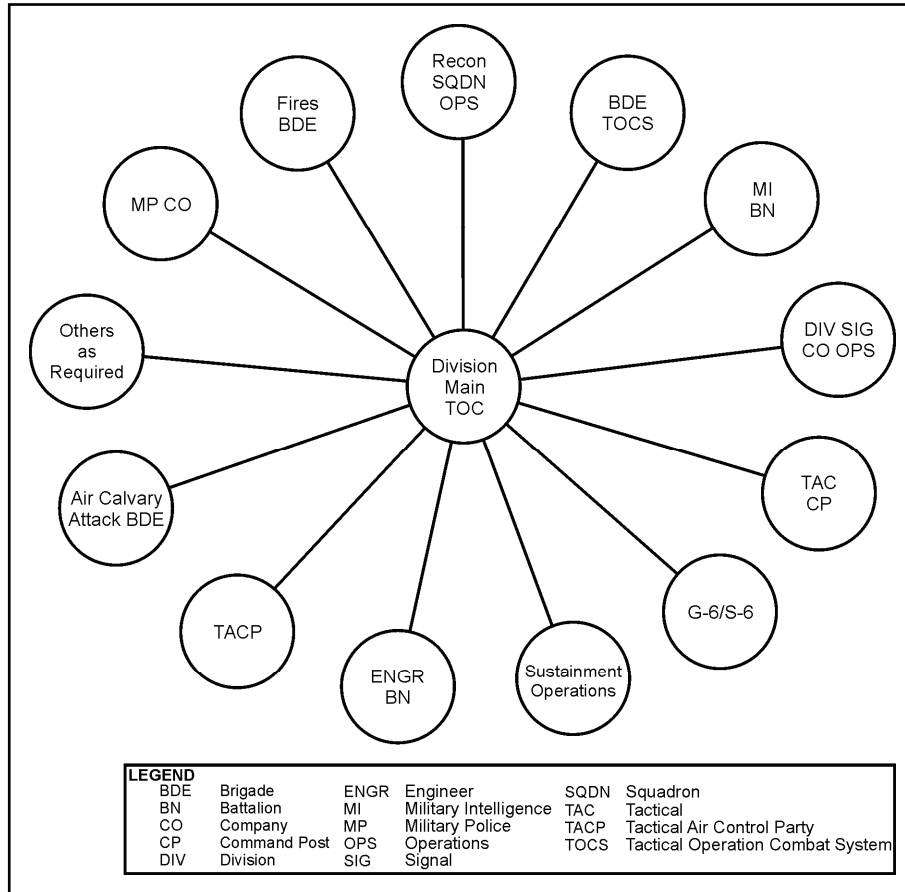 Recon
SQDN
OPS
BDE
TOCS
MI
BN
DIV SIG
CO OPS
TAC
CP
G-6/S-6
Sustainment
Operations
ENGR
BN
TACP
Air Calvary
Attack BDE
Others
as
Required
MP CO
Fires
BDE
Division
Main
TOC
LEGEND
BDE Brigade ENGR Engineer SQDN Squadron
BN Battalion MI Military Intelligence TAC Tactical
CO Company MP Military Police TACP Tactical Air Control Party
CP Command Post OPS Operations TOCS Tactical Operation Combat System
DIV Division SIG Signal